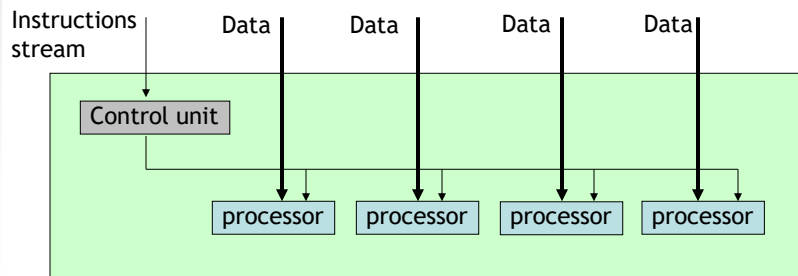 Instructions
stream
Data
Data
Data
Data
Control unit
processor
processor
processor
processor